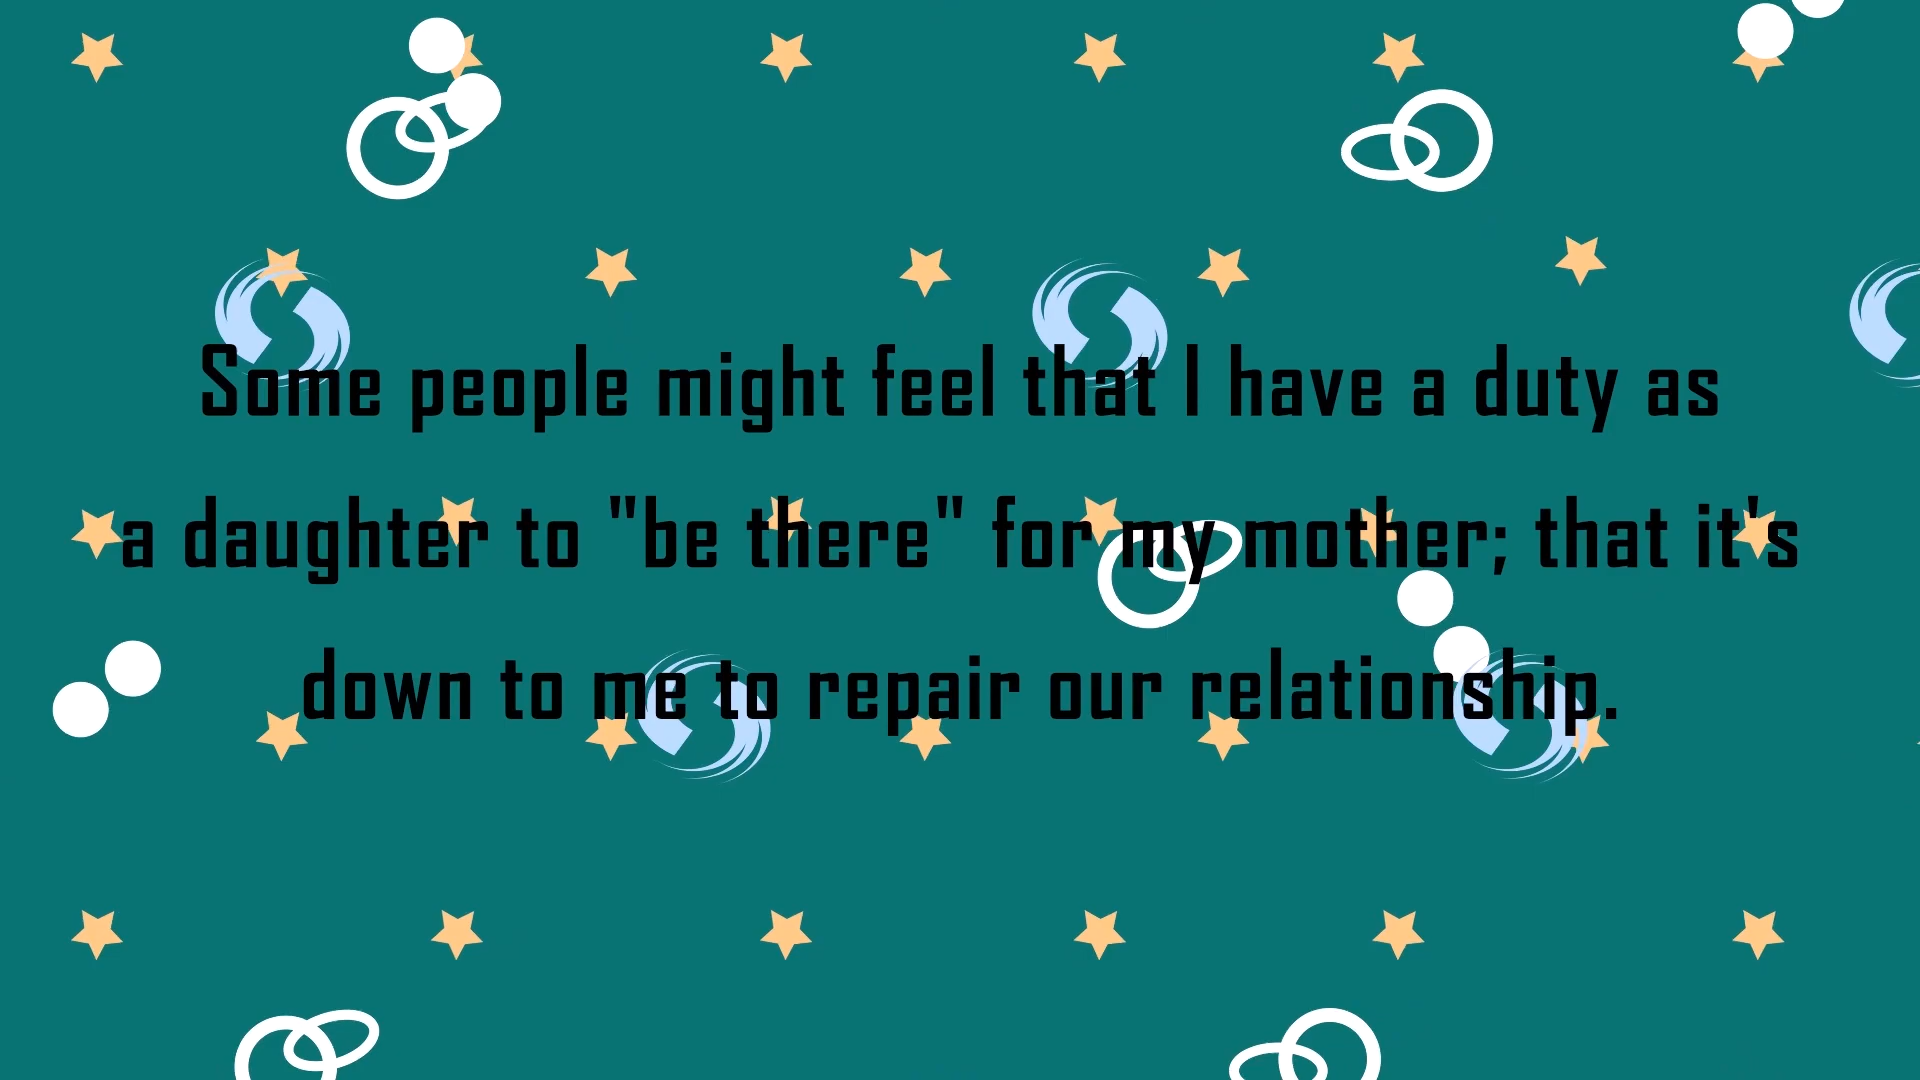 Some people might feel that I have a duty as
a daughter to "be there" for my mother; that it's
down to me to repair our relationship.